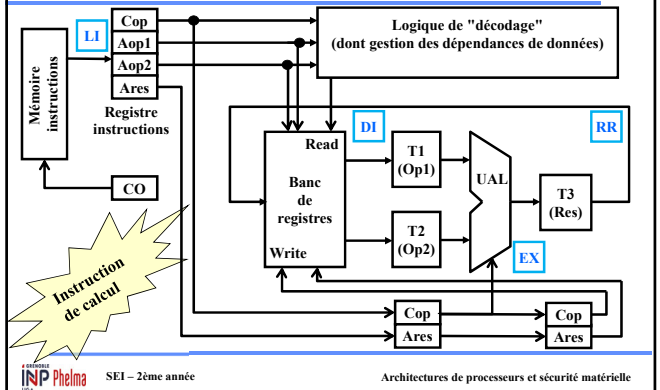 LI
Cop
Aop1
Aop2
Ares
Registre
instructions
Mémoire
instructions
CO
Logique de "décodage"
(dont gestion des dépendances de données)
DI
RR
Read
Banc
de
registres
Write
T1
(Op1)
T2
(Op2)
UAL
T3
(Res)
EX
Instruction
de calcul
Cop
Ares
Cop
Ares
GRENOBLE
INP Phelma
UGA
SEI – 2ème année
Architectures de processeurs et sécurité matérielle